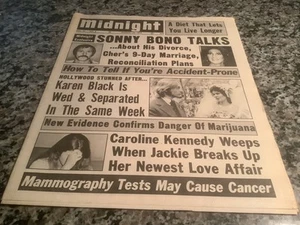 midnight
A Diet That Lets
You Live Longer
SONNY BONO TALKS
...About His Divorce,
Cher's 9-Day Marriage,
Reconciliation Plans
How To Tell If You're Accident-Prone
HOLLYWOOD STUNNED AFTER...
Karen Black Is
Wed & Separated
In The Same Week
New Evidence Confirms Danger Of Marijuana
Caroline Kennedy Weeps
When Jackie Breaks Up
Her Newest Love Affair
Mammography Tests May Cause Cancer